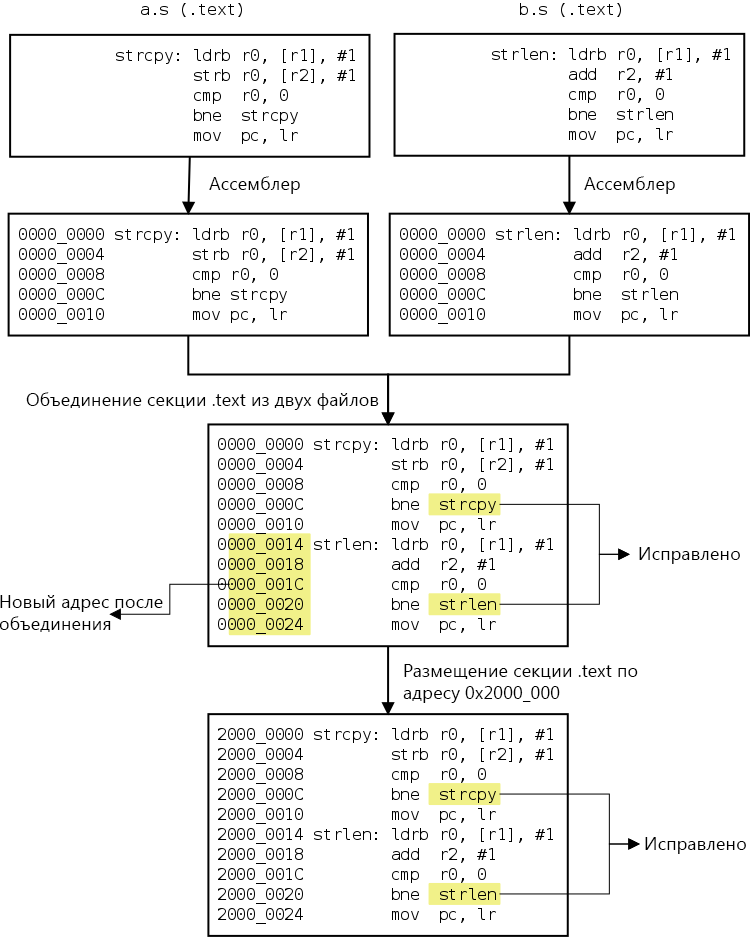 a.s (.text)
strcpy: ldrb r0, [r1], #1
strb r0, [r2], #1
cmp r0, 0
bne strcpy
mov pc, lr
b.s (.text)
strlen: ldrb r0, [r1], #1
add r2, #1
cmp r0, 0
bne strlen
mov pc, lr
Ассемблер
Ассемблер
0000_0000 strcpy: ldrb r0, [r1], #1
0000_0004 strb r0, [r2], #1
0000_0008 cmp r0, 0
0000_000C bne strcpy
0000_0010 mov pc, lr
0000_0000 strlen: ldrb r0, [r1], #1
0000_0004 add r2, #1
0000_0008 cmp r0, 0
0000_000C bne strlen
0000_0010 mov pc, lr
Объединение секции .text из двух файлов
0000_0000 strcpy: ldrb r0, [r1], #1
0000_0004 strb r0, [r2], #1
0000_0008 cmp r0, 0
0000_000C bne strcpy
0000_0010 mov pc, lr
0000_0014 strlen: ldrb r0, [r1], #1
0000_0018 add r2, #1
0000_001C cmp r0, 0
0000_0020 bne strlen
0000_0024 mov pc, lr
Исправлено
Новый адрес после
объединения
Размещение секции .text по
адресу 0x2000_000
2000_0000 strcpy: ldrb r0, [r1], #1
2000_0004 strb r0, [r2], #1
2000_0008 cmp r0, 0
2000_000C bne strcpy
2000_0010 mov pc, lr
2000_0014 strlen: ldrb r0, [r1], #1
2000_0018 add r2, #1
2000_001C cmp r0, 0
2000_0020 bne strlen
2000_0024 mov pc, lr
Исправлено